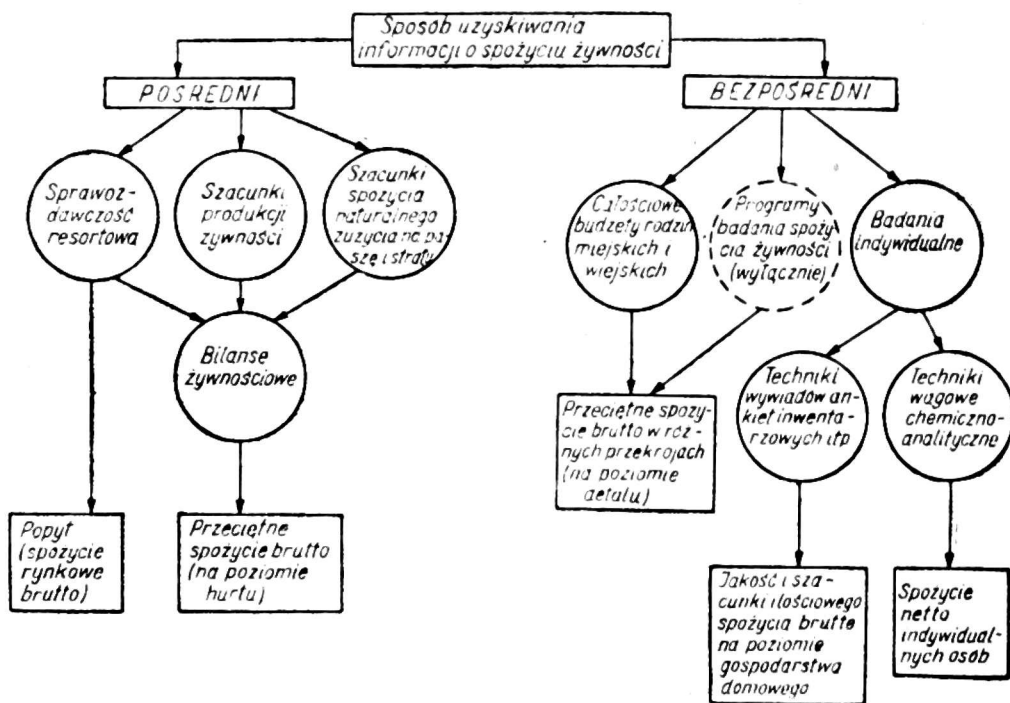 Sposób uzyskiwania
informacji o spożyciu żywności
POŚREDNI
BEZPOŚREDNI
Sprawoz-
dawczość
resortowa
Szacunki
produkcji
żywności
Szacunki
spożycia
naturalnego
zużycia na pa-
szę i straty
Całościowe
budżety rodzin
miejskich i
wiejskich
Programy
badania spoży-
cia żywności
(wyłącznie)
Badania
indywidualne
Bilanse
żywnościowe
Techniki
wywiadów an-
kiet inwenta-
rzowych itp
Techniki
wagowe
chemiczno-
analityczne
Przeciętne spoży-
cie brutto w róż-
nych przekrojach
(na poziomie
detalu)
Popyt
(spożycie
rynkowe
brutto)
Przeciętne
spożycie brutto
(na poziomie
hurtu)
Jakość i sza-
cunki ilościowego
spożycia brutto
na poziomie
gospodarstwa
domowego
Spożycie
netto
indywidual-
nych osób